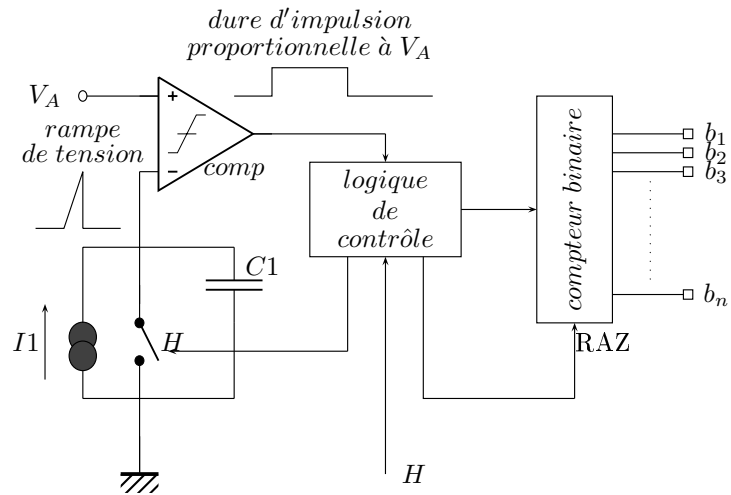 dure d'impulsion
proportionnelle à V_A
V_A
+
rampe
de tension
−
comp
logique
de
contrôle
compteur binaire
b_1
b_2
b_3
b_n
C1
I1
H
RAZ
H